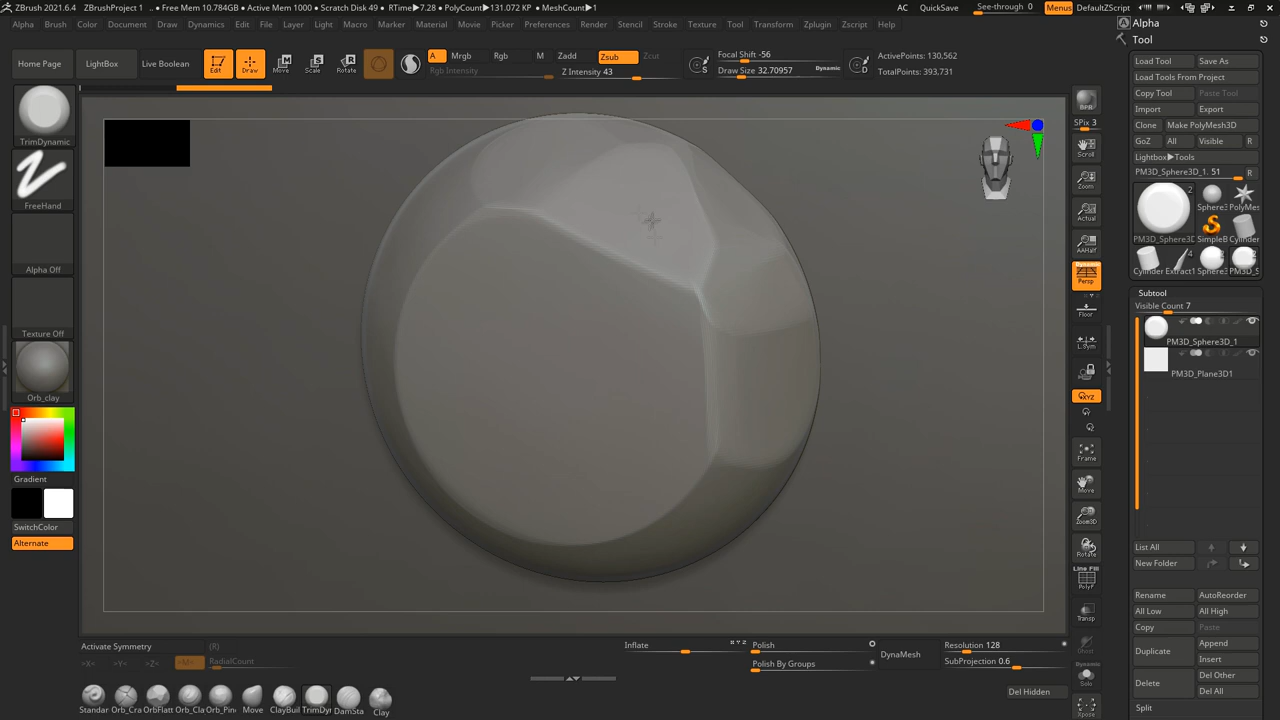 ZBrush 2021.6.4 ZBrushProject 1 .. • Free Mem 10.784GB • Active Mem 1000 • Scratch Disk 49 • RTime▶7.28 • PolyCount▶131.072 KP • MeshCount▶1 AC QuickSave See-through 0 Menus DefaultZScript
Alpha Brush Color Document Draw Dynamics Edit File Layer Light Macro Marker Material Movie Picker Preferences Render Stencil Stroke Texture Tool Transform Zplugin Zscript Help
Alpha
Tool
Home Page LightBox Live Boolean Edit Draw Move Scale Rotate
A Mrgb Rgb M Zadd Zsub Zcut
Rgb Intensity Z Intensity 43
Focal Shift -56
Draw Size 32.70957 Dynamic
ActivePoints: 130,562
TotalPoints: 393,731
TrimDynamic
FreeHand
Alpha Off
Texture Off
Orb_clay
Gradient
SwitchColor
Alternate
BPR
SPix 3
Scroll
Zoom
Actual
AAHalf
Dynamic
Persp
Floor
L.Sym
XYZ
Frame
Move
Zoom3D
Rotate
Line Fill
PolyF
Transp
Ghost
Dynamic
Solo
Xpose
Load Tool Save As
Load Tools From Project
Copy Tool Paste Tool
Import Export
Clone Make PolyMesh3D
GoZ All Visible R
Lightbox▶Tools
PM3D_Sphere3D_1. 51 R
2
Sphere3 PolyMes
PM3D_Sphere3D SimpleB Cylinder
4 2
Cylinder Extract1 Sphere3 PM3D_S
Subtool
Visible Count 7
PM3D_Sphere3D_1
PM3D_Plane3D1
List All
New Folder
Rename AutoReorder
All Low All High
Copy Paste
Duplicate Append
Insert
Delete Del Other
Del All
Split
Activate Symmetry (R)
>X< >Y< >Z< >M< RadialCount
Inflate XYZ
Polish
Polish By Groups
DynaMesh
Resolution 128
SubProjection 0.6
Del Hidden
Standar Orb_Cra OrbFlatt Orb_Cla Orb_Pin Move ClayBuil TrimDyn DamSta Clay